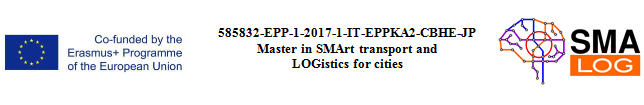 Co-funded by the
Erasmus+ Programme
of the European Union
585832-EPP-1-2017-1-IT-EPPKA2-CBHE-JP
Master in SMArt transport and
LOGistics for cities
SMA
LOG